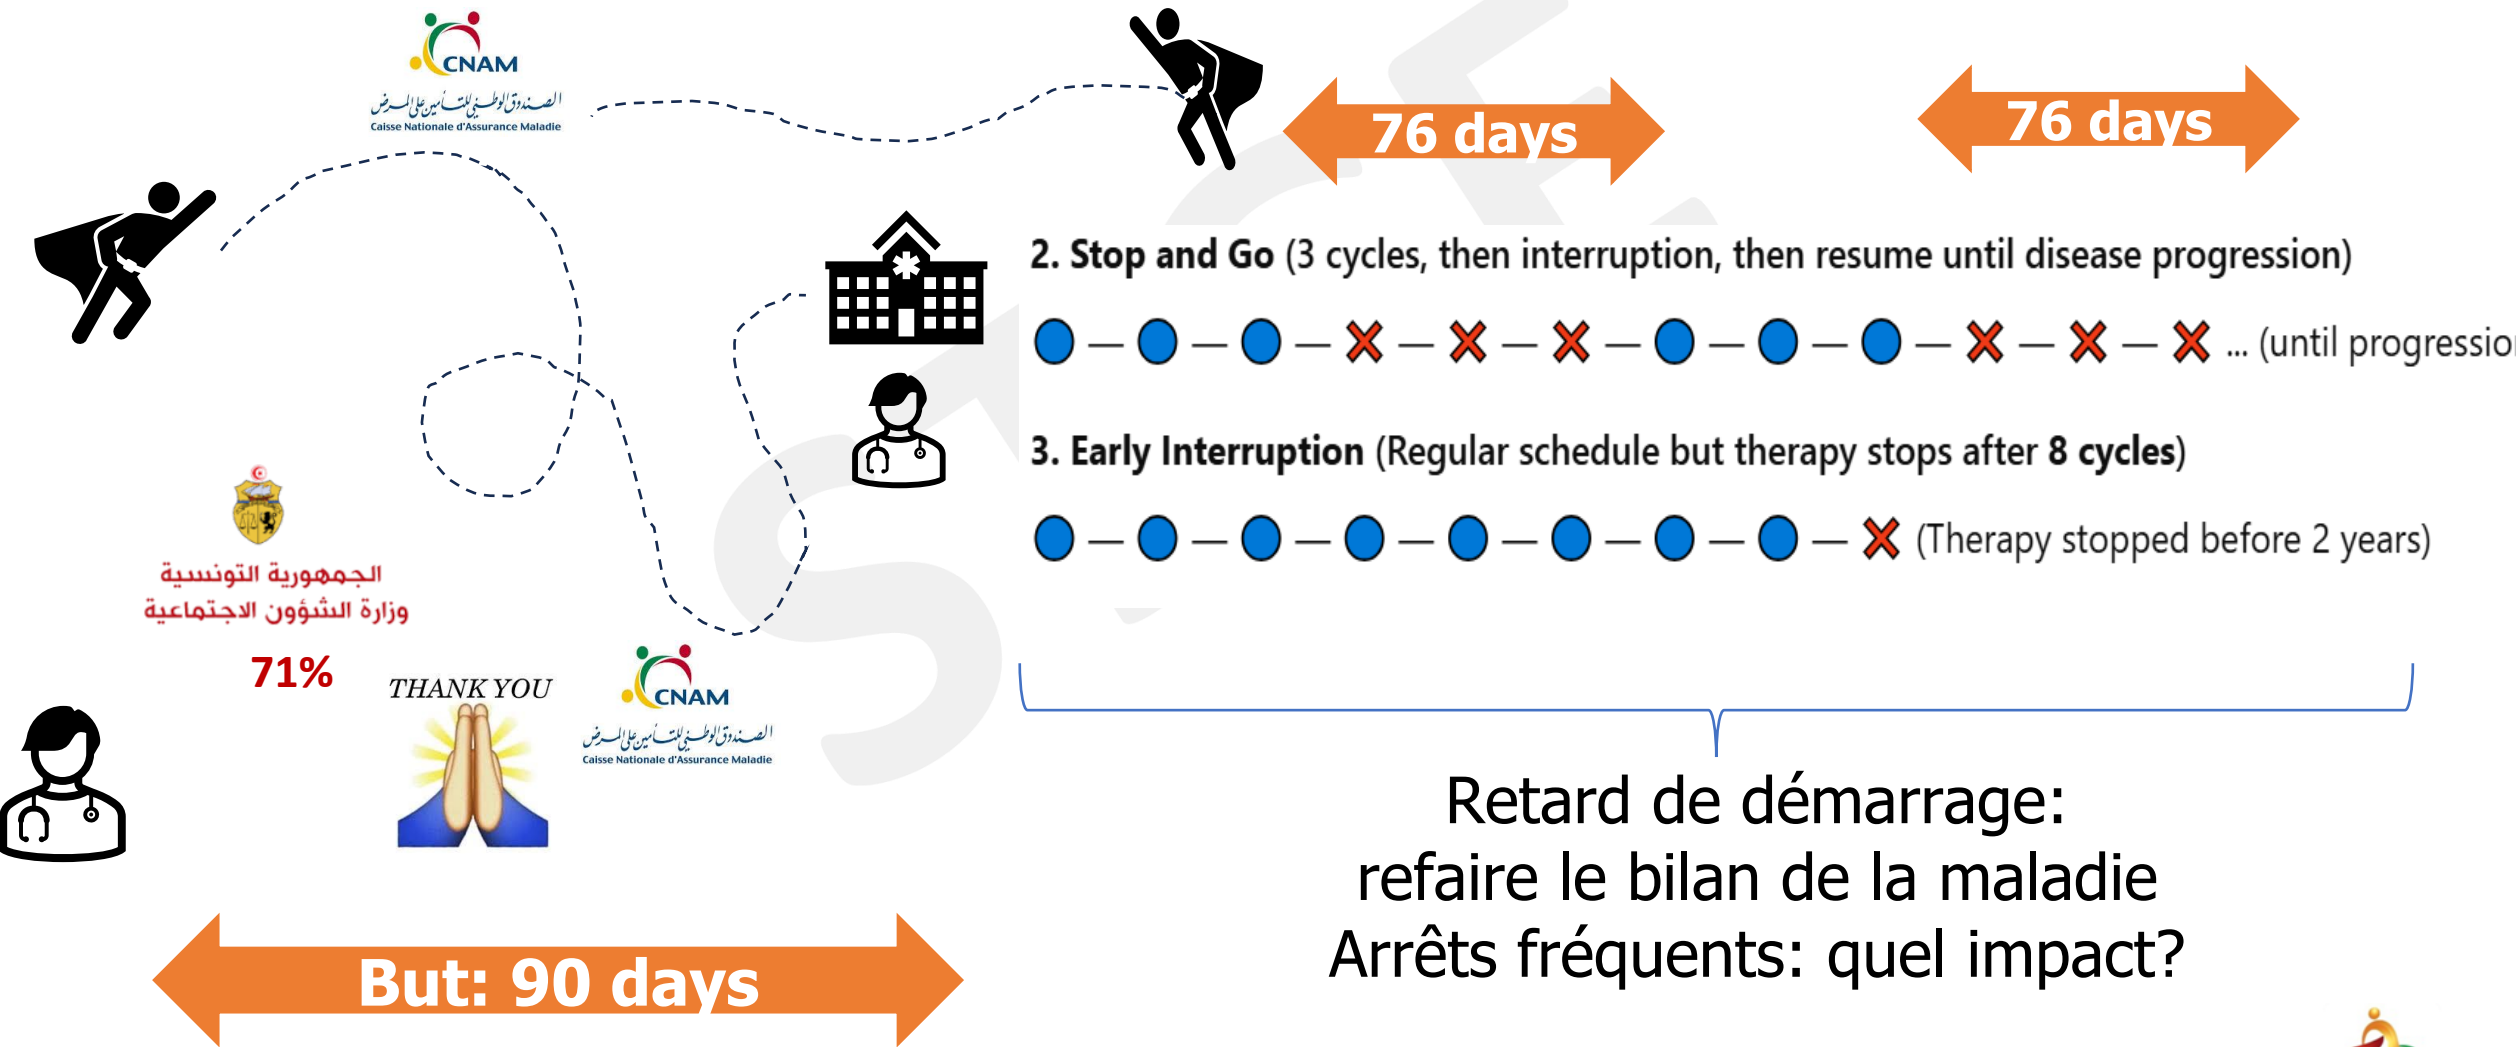 CNAM
الصندوق الوطني للتأمين على المرض
Caisse Nationale d'Assurance Maladie
76 days
76 days
2. Stop and Go (3 cycles, then interruption, then resume until disease progression)
... (until progression
3. Early Interruption (Regular schedule but therapy stops after 8 cycles)
(Therapy stopped before 2 years)
الجمهورية التونسية
وزارة الشؤون الاجتماعية
71%
THANK YOU
CNAM
الصندوق الوطني للتأمين على المرض
Caisse Nationale d'Assurance Maladie
But: 90 days
Retard de démarrage:
refaire le bilan de la maladie
Arrêts fréquents: quel impact?